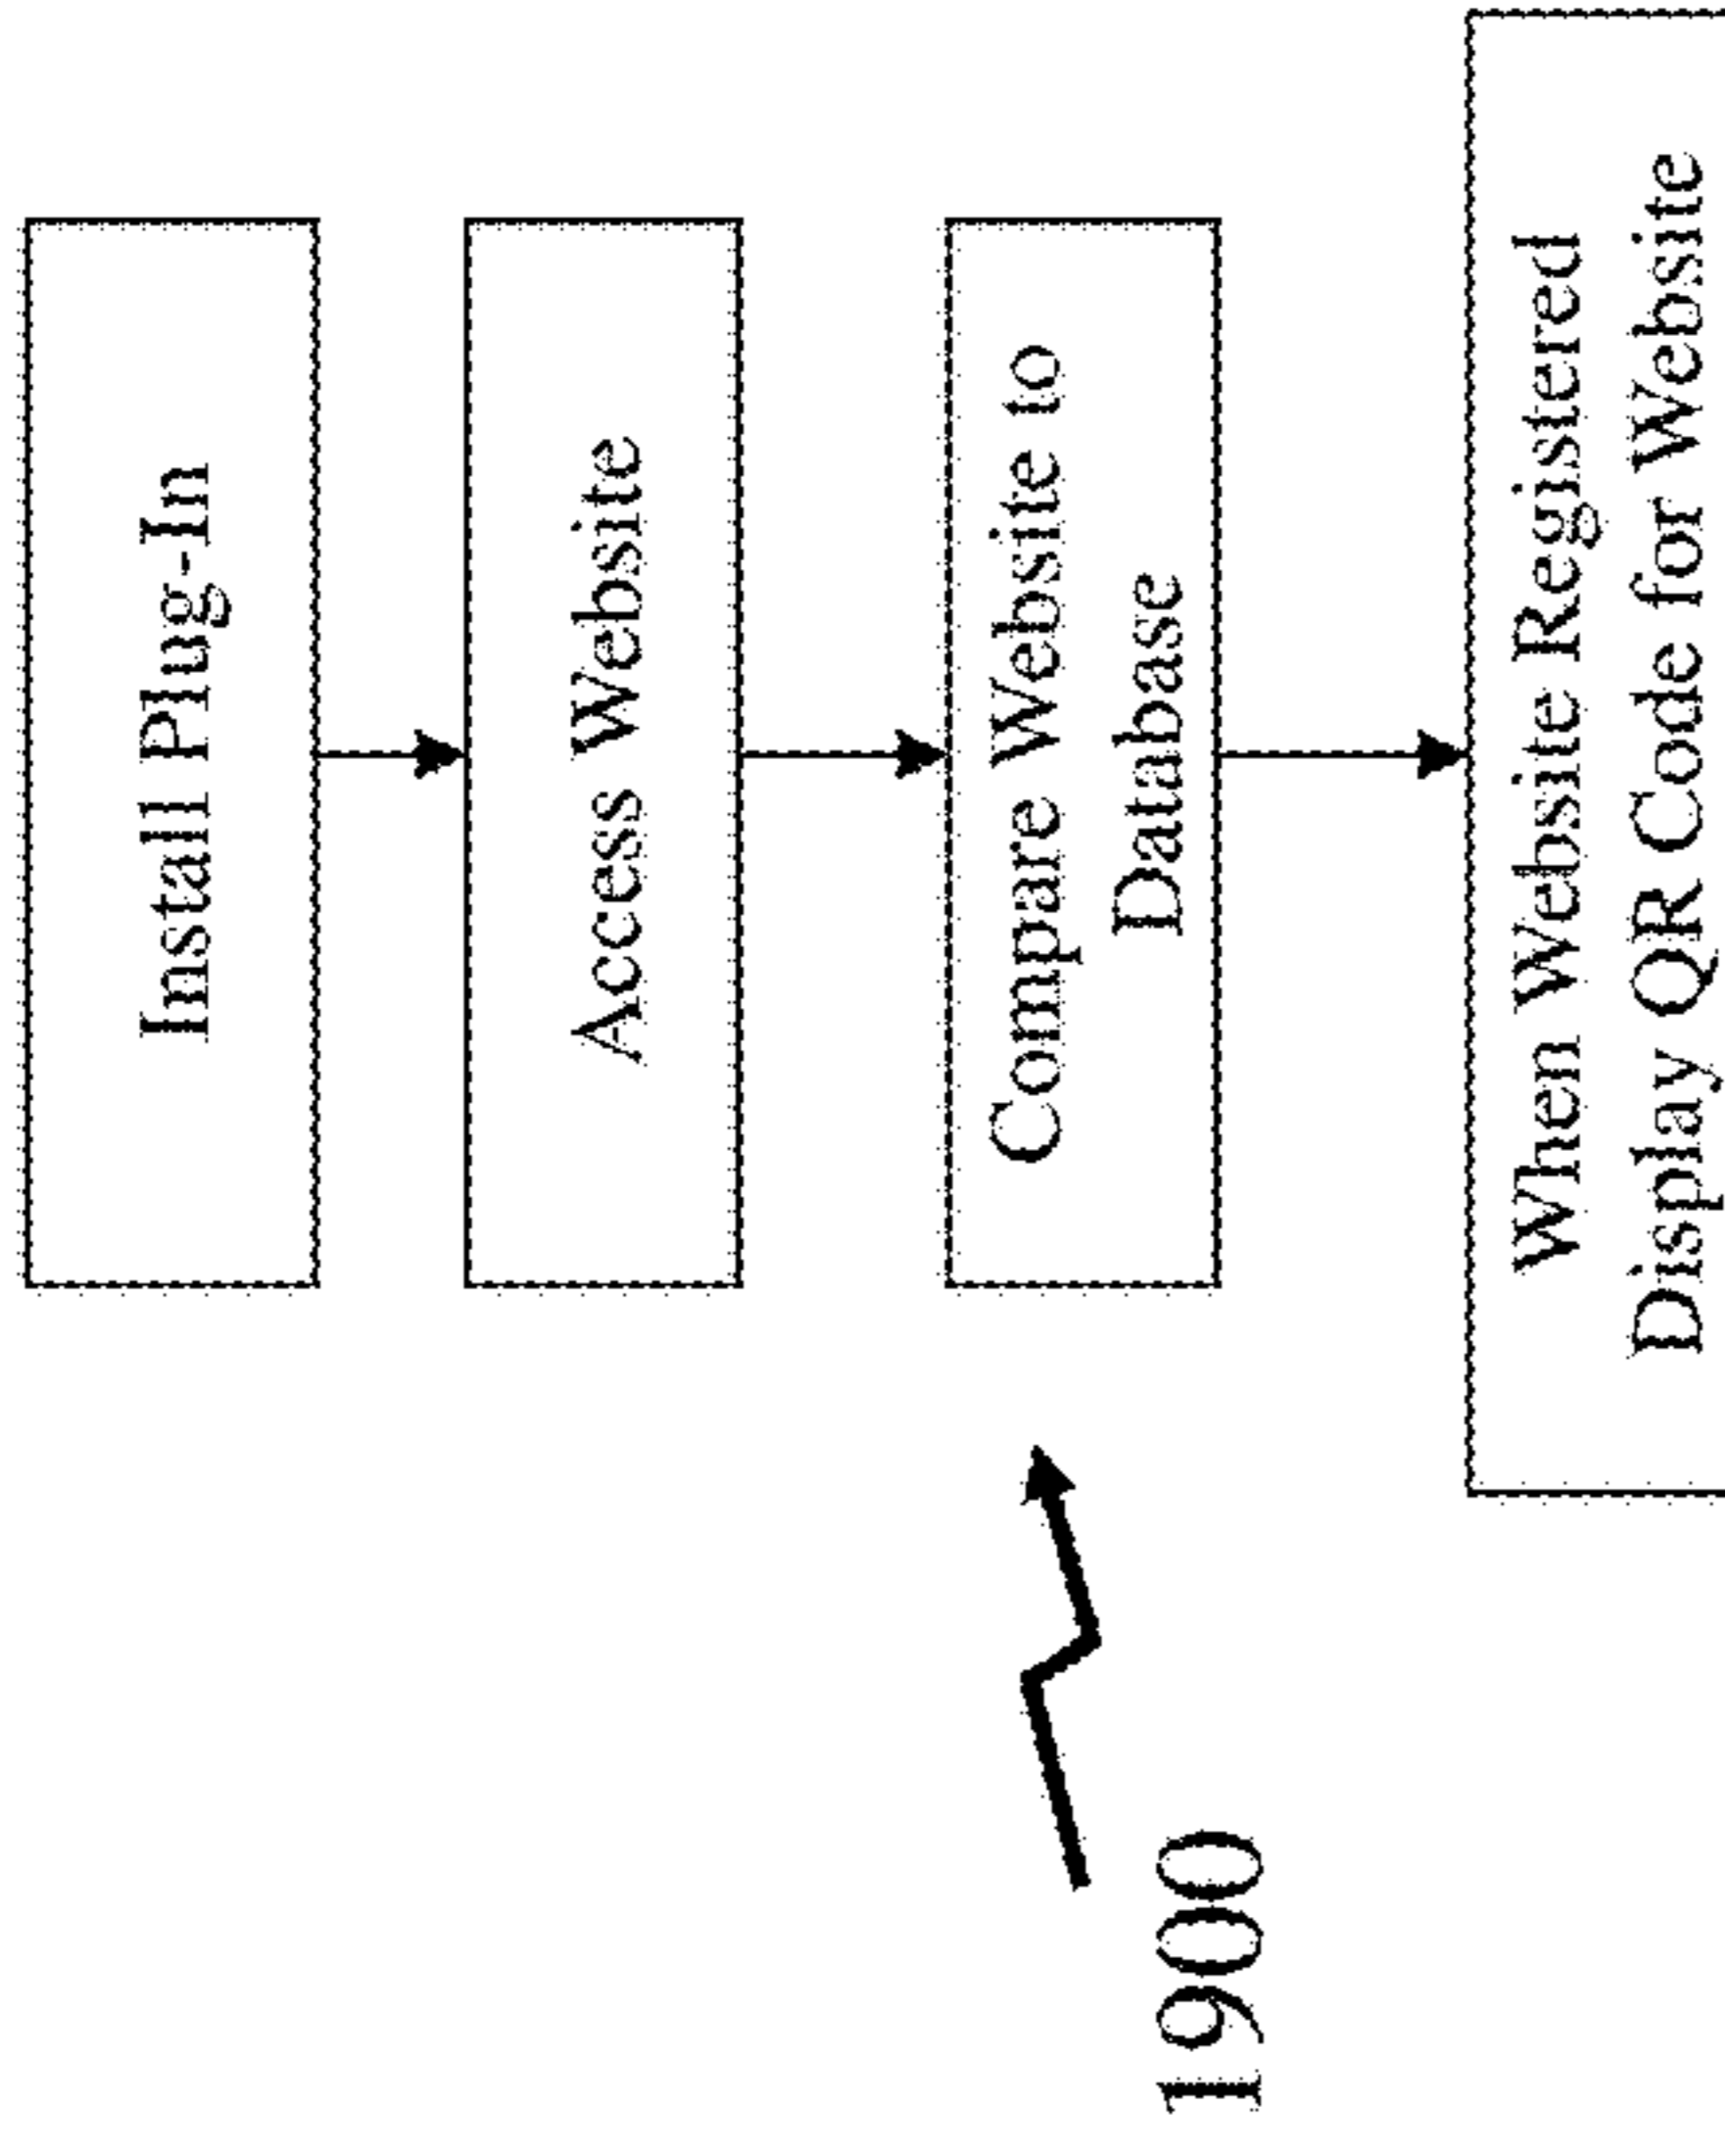 Install Plug-In
Access Website
Compare Website to
Database
When Website Registered
Display QR Code for Website
1900